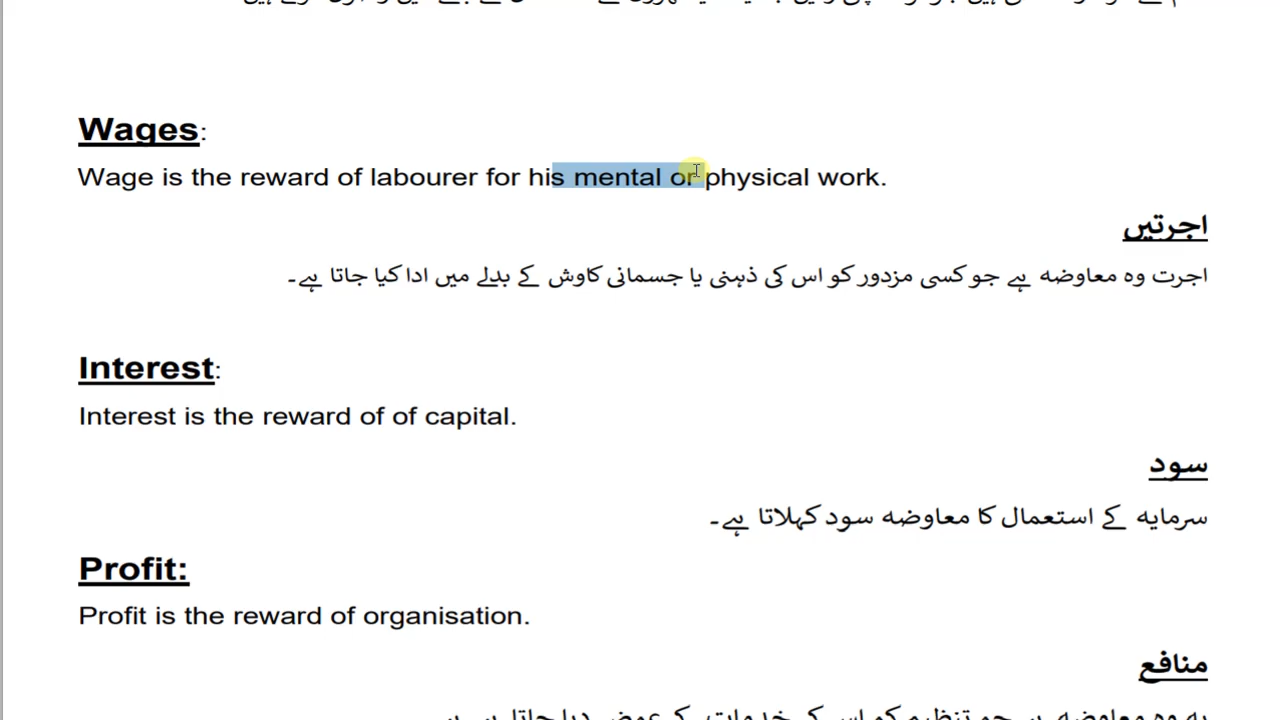 Wages:
Wage is the reward of labourer for his mental or physical work.
اجرتیں
اجرت وہ معاوضہ ہے جو کسی مزدور کو اس کی ذہنی یا جسمانی کاوش کے بدلے میں ادا کیا جاتا ہے۔
Interest:
Interest is the reward of of capital.
سود
سرمایہ کے استعمال کا معاوضہ سود کہلاتا ہے۔
Profit:
Profit is the reward of organisation.
منافع